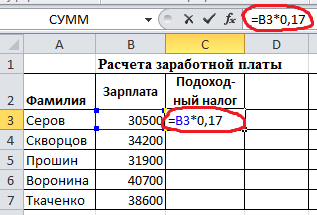 СУММ fx =B3*0,17
A B C D E
1 Расчета заработной платы
2 Фамилия Зарплата Подоход-
ный налог
3 Серов 30500 =B3*0,17
4 Скворцов 34200
5 Прошин 31900
6 Воронина 40700
7 Ткаченко 38600